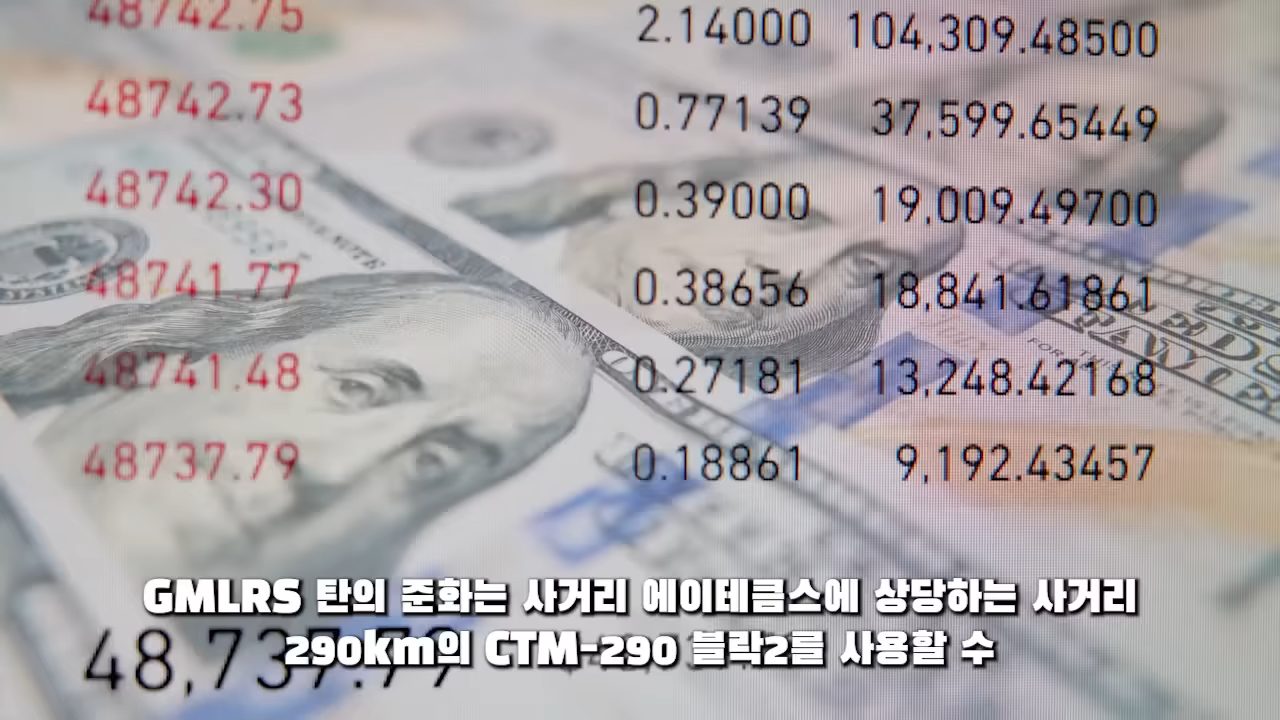 48742.75 2.14000 104,309.48500
48742.73 0.77139 37,599.65449
48742.30 0.39000 19,009.49700
48741.77 0.38656 18,841.61861
48741.48 0.27181 13,248.42168
48737.79 0.18861 9,192.43457
GMLRS 탄의 준화는 사거리 에이테큼스에 상당하는 사거리
290km의 CTM-290 블락2를 사용할 수
48,737.79